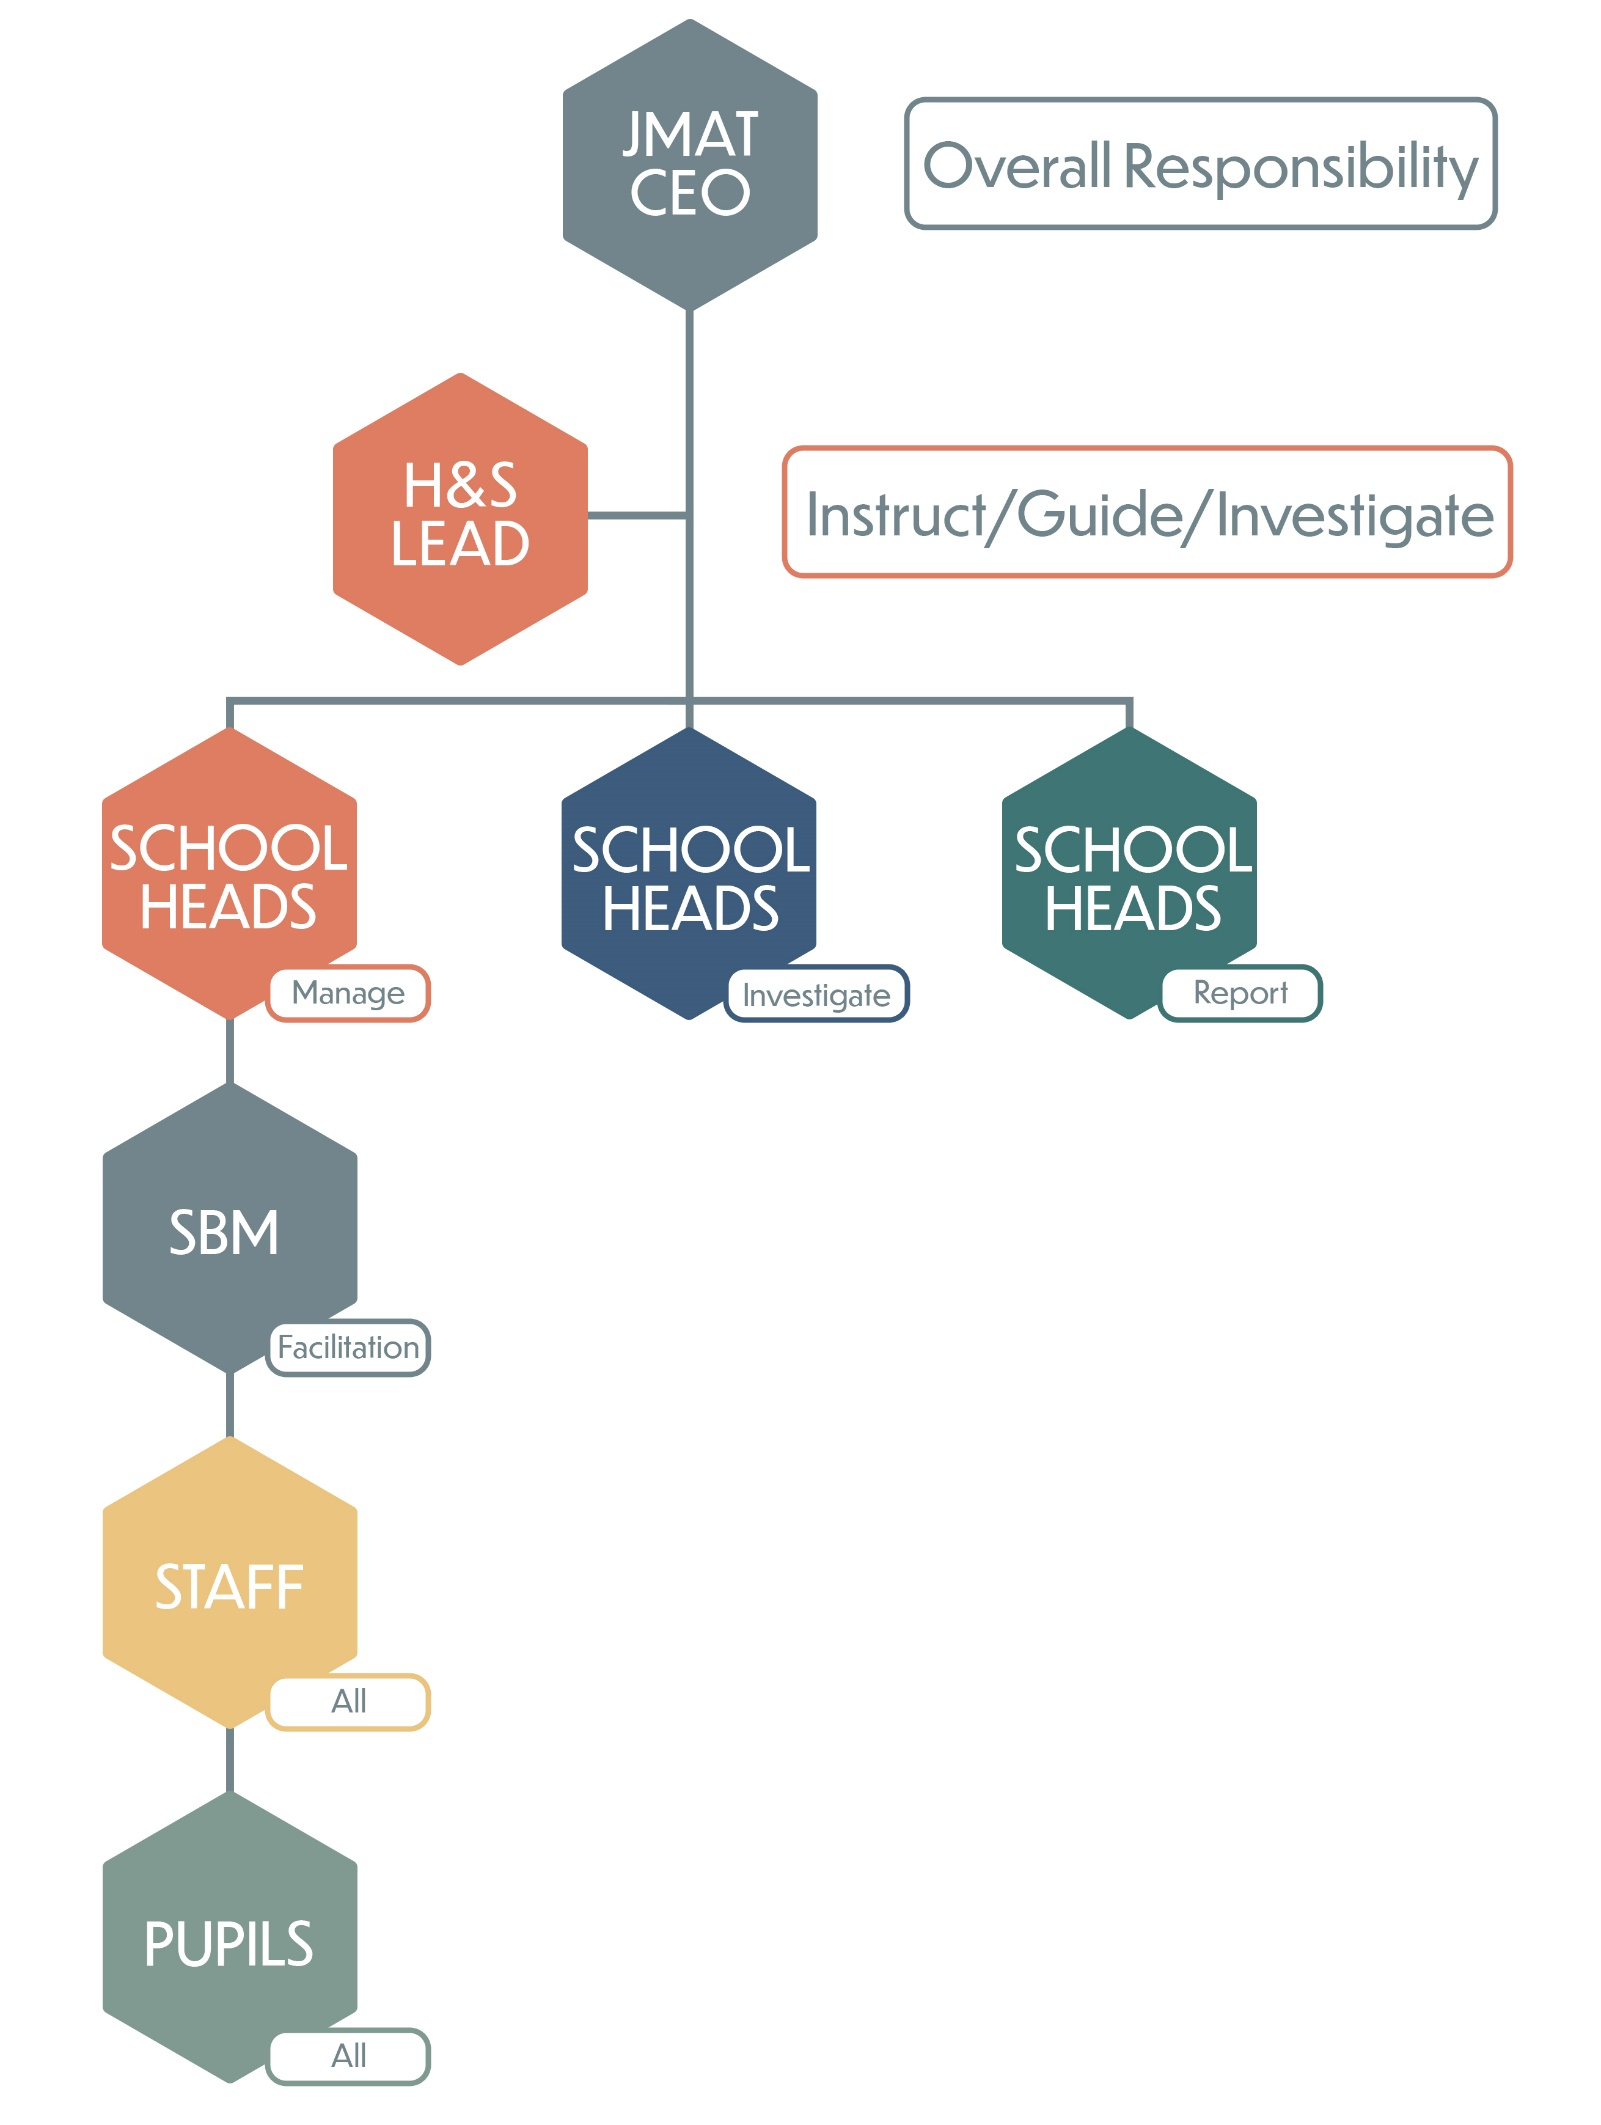 JMAT
CEO
Overall Responsibility
H&S
LEAD
Instruct/Guide/Investigate
SCHOOL
HEADS
Manage
SCHOOL
HEADS
Investigate
SCHOOL
HEADS
Report
SBM
Facilitation
STAFF
All
PUPILS
All